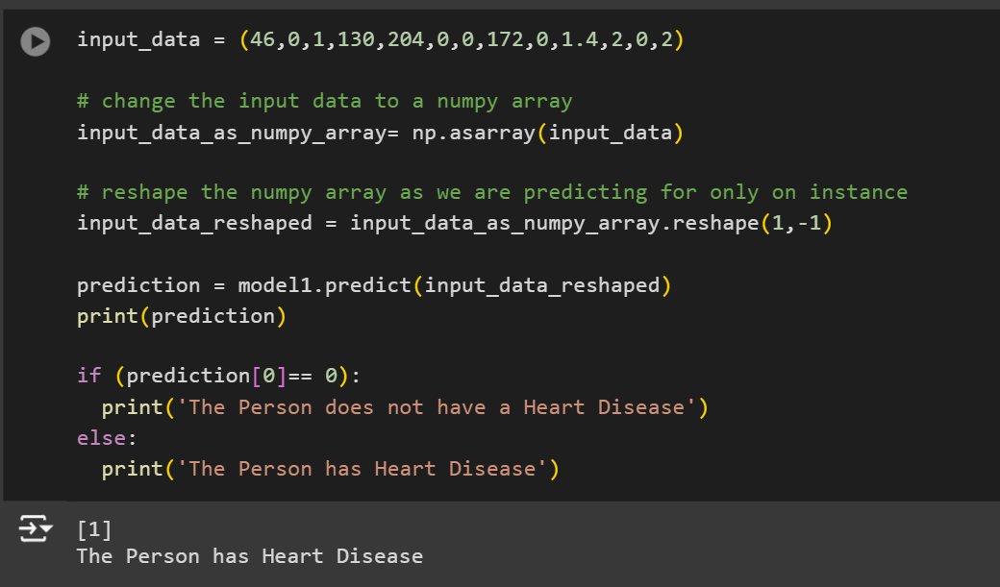 input_data = (46,0,1,130,204,0,0,172,0,1.4,2,0,2)
# change the input data to a numpy array
input_data_as_numpy_array= np.asarray(input_data)
# reshape the numpy array as we are predicting for only on instance
input_data_reshaped = input_data_as_numpy_array.reshape(1,-1)
prediction = model1.predict(input_data_reshaped)
print(prediction)
if (prediction[0]== 0):
  print('The Person does not have a Heart Disease')
else:
  print('The Person has Heart Disease')
[1]
The Person has Heart Disease